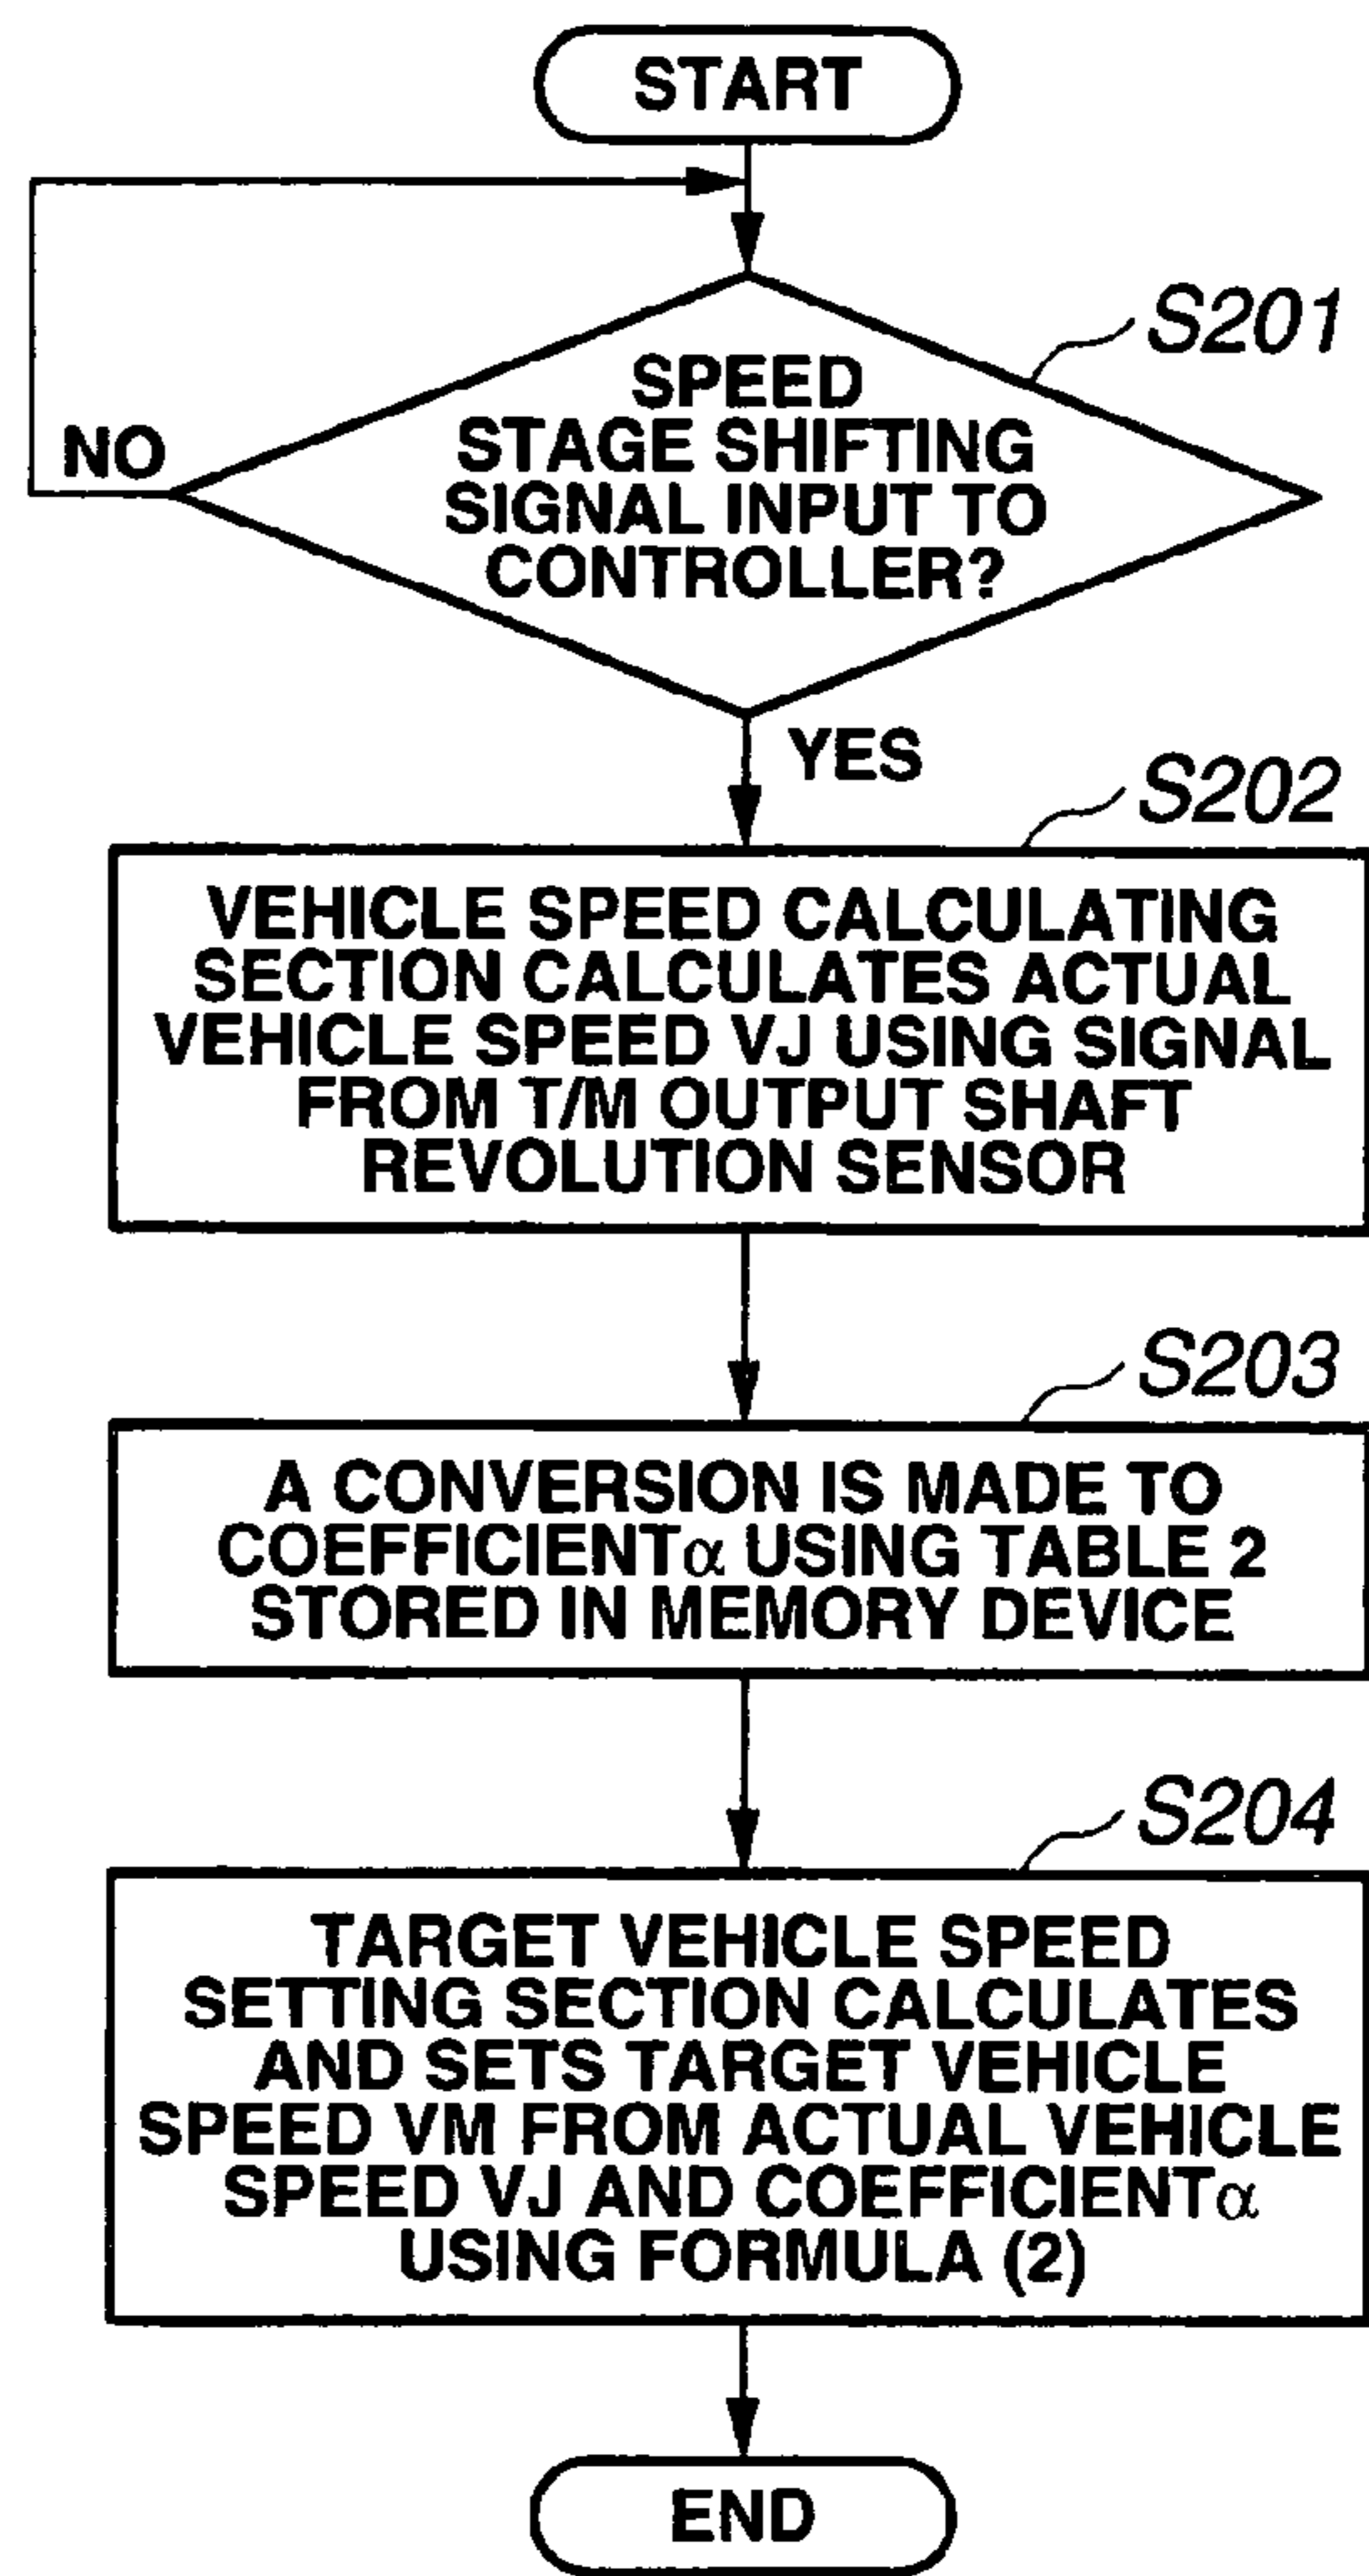 START
S201
SPEED
STAGE SHIFTING
SIGNAL INPUT TO
CONTROLLER?
NO
YES
S202
VEHICLE SPEED CALCULATING
SECTION CALCULATES ACTUAL
VEHICLE SPEED VJ USING SIGNAL
FROM T/M OUTPUT SHAFT
REVOLUTION SENSOR
S203
A CONVERSION IS MADE TO
COEFFICIENTα USING TABLE 2
STORED IN MEMORY DEVICE
S204
TARGET VEHICLE SPEED
SETTING SECTION CALCULATES
AND SETS TARGET VEHICLE
SPEED VM FROM ACTUAL VEHICLE
SPEED VJ AND COEFFICIENTα
USING FORMULA (2)
END